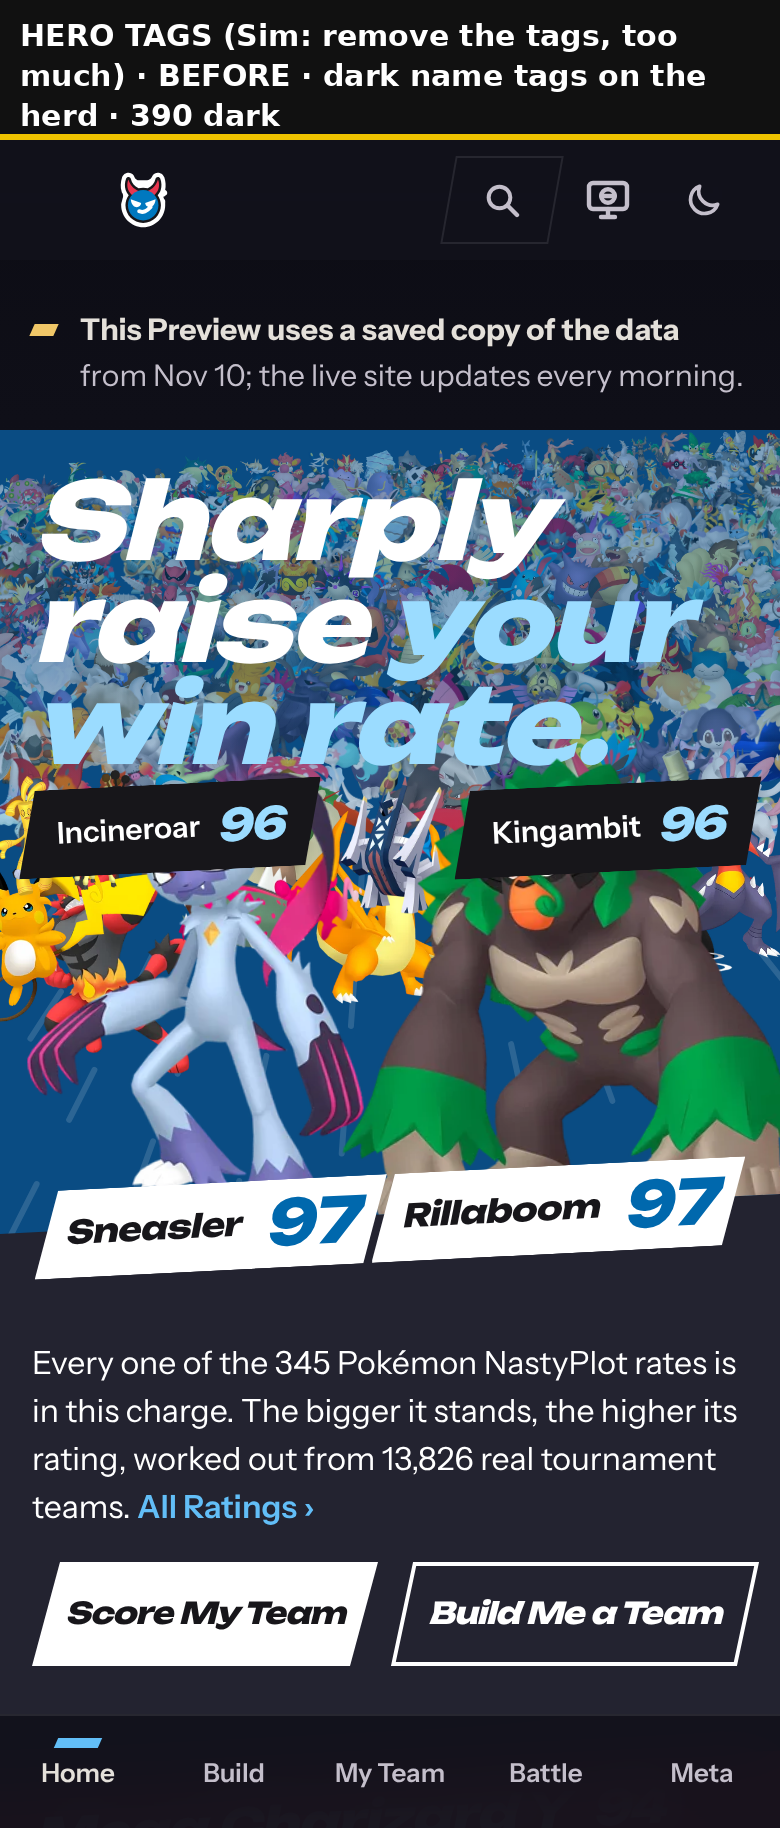 HERO TAGS (Sim: remove the tags, too
much) · BEFORE · dark name tags on the
herd · 390 dark
This Preview uses a saved copy of the data
from Nov 10; the live site updates every morning.
Sharply
raise your
win rate.
Incineroar 96
Kingambit 96
Sneasler 97
Rillaboom 97
Every one of the 345 Pokémon NastyPlot rates is
in this charge. The bigger it stands, the higher its
rating, worked out from 13,826 real tournament
teams. All Ratings ›
Score My Team
Build Me a Team
Home
Build
My Team
Battle
Meta